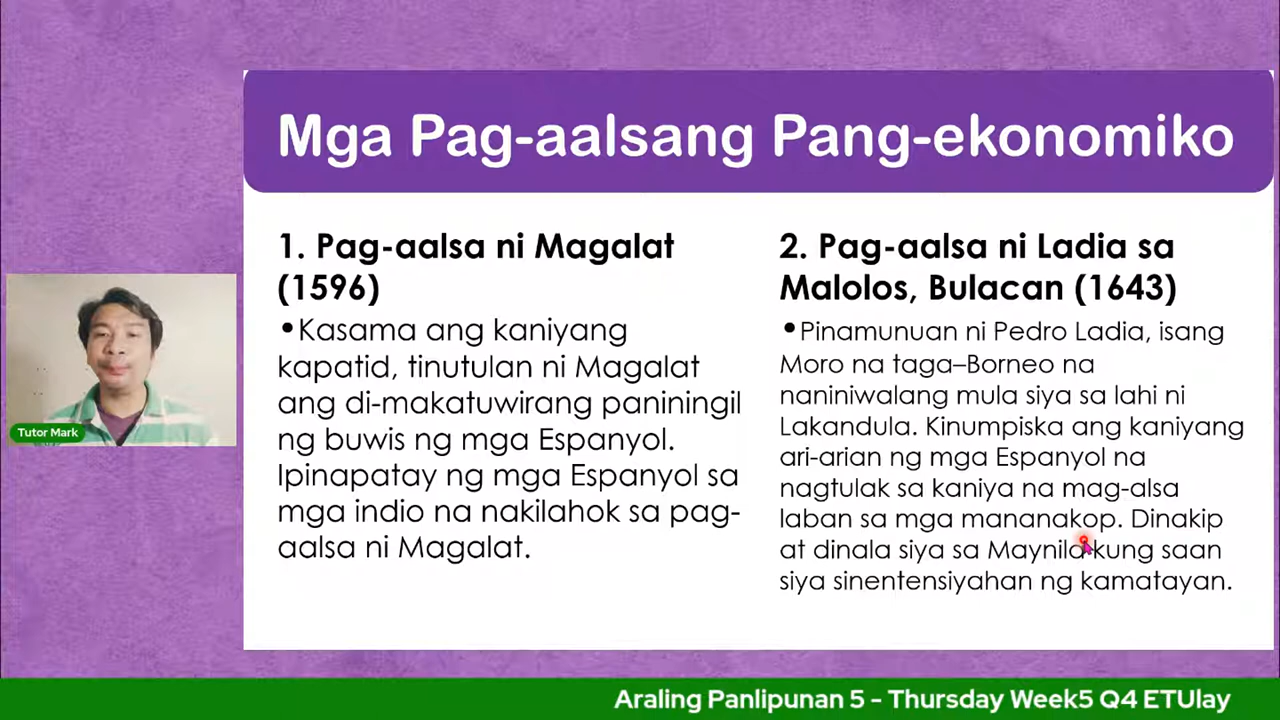 Mga Pag-aalsang Pang-ekonomiko
1. Pag-aalsa ni Magalat
(1596)
•Kasama ang kaniyang
kapatid, tinutulan ni Magalat
ang di-makatuwirang paniningil
ng buwis ng mga Espanyol.
Ipinapatay ng mga Espanyol sa
mga indio na nakilahok sa pag-
aalsa ni Magalat.
2. Pag-aalsa ni Ladia sa
Malolos, Bulacan (1643)
•Pinamunuan ni Pedro Ladia, isang
Moro na taga–Borneo na
naniniwalang mula siya sa lahi ni
Lakandula. Kinumpiska ang kaniyang
ari-arian ng mga Espanyol na
nagtulak sa kaniya na mag-alsa
laban sa mga mananakop. Dinakip
at dinala siya sa Maynila kung saan
siya sinentensiyahan ng kamatayan.
Tutor Mark
Araling Panlipunan 5 - Thursday Week5 Q4 ETUlay